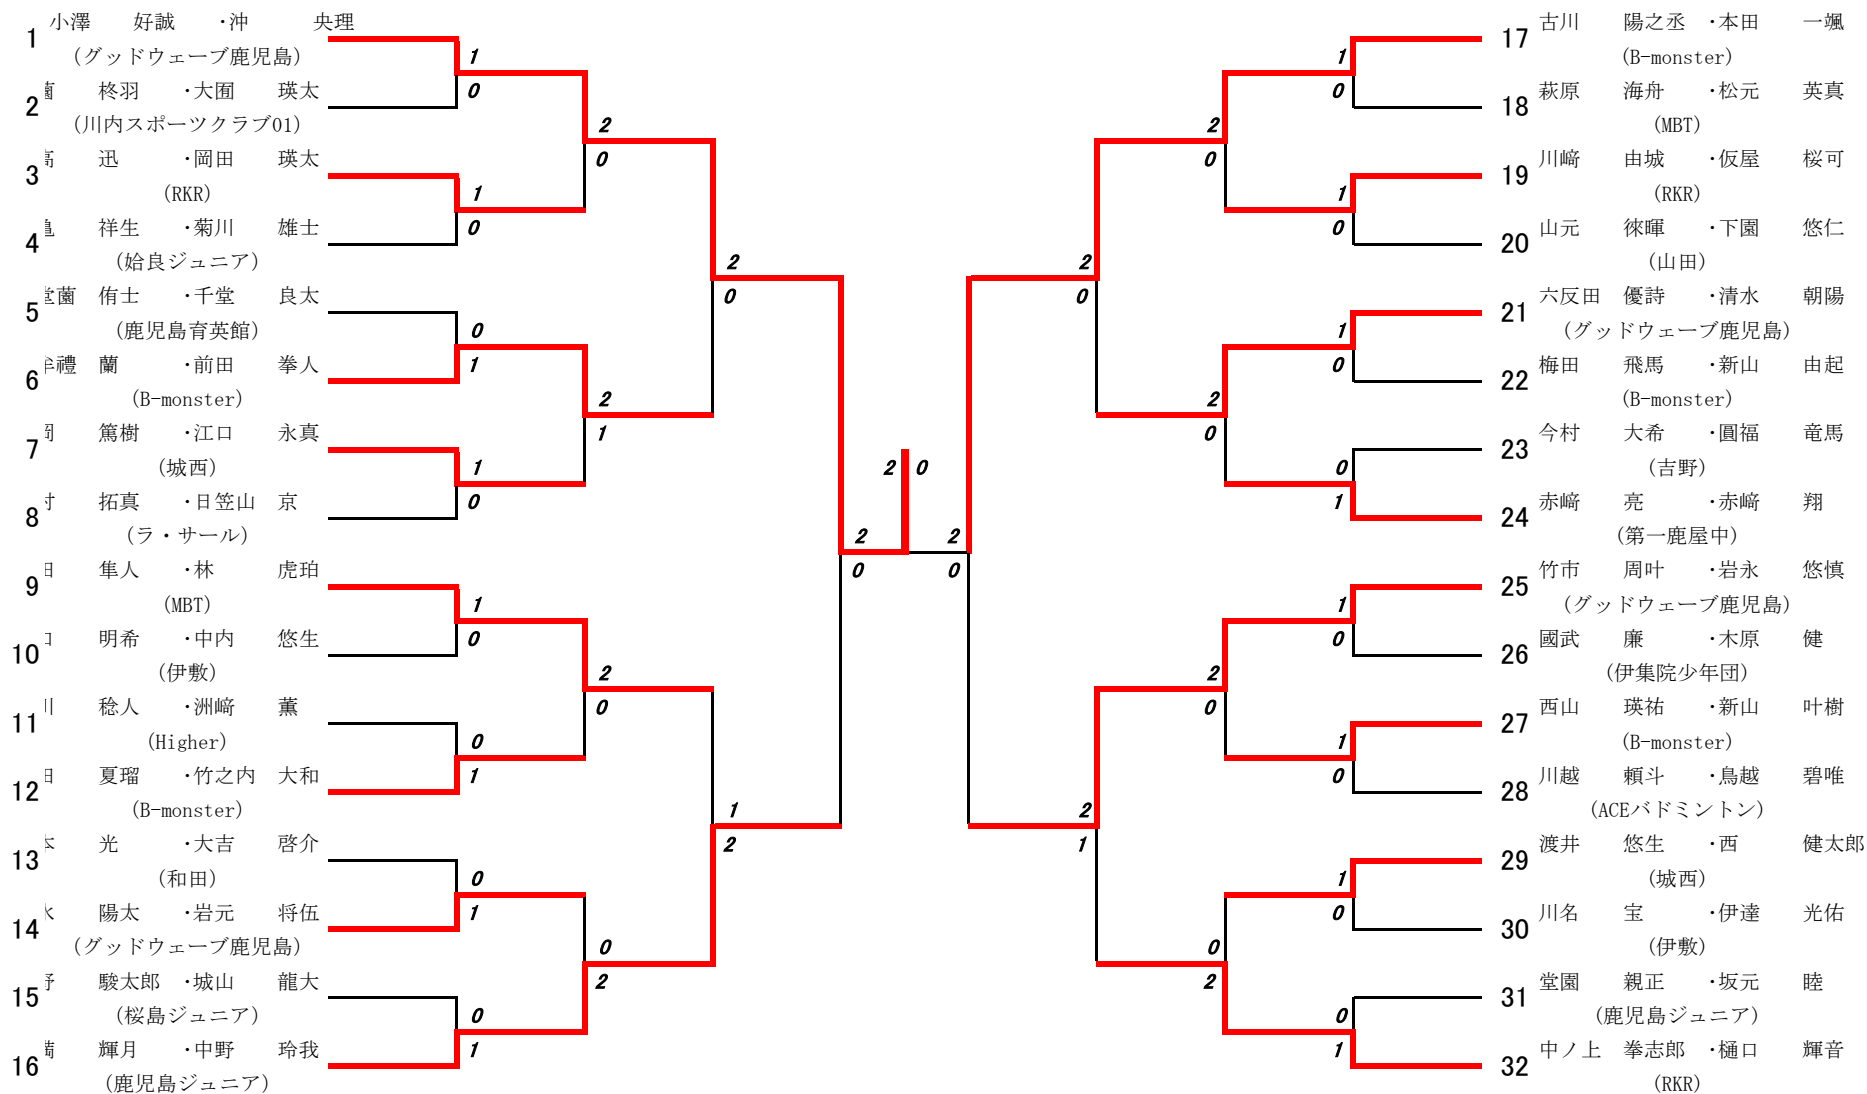 1 小澤 好誠 ・沖 央理
(グッドウェーブ鹿児島)
2 柊羽 ・大囿 瑛太
(川内スポーツクラブ01)
3 迅 ・岡田 瑛太
(RKR)
4 祥生 ・菊川 雄士
(姶良ジュニア)
5 堂薗 侑士 ・千堂 良太
(鹿児島育英館)
6 牟禮 蘭 ・前田 拳人
(B-monster)
7 篤樹 ・江口 永真
(城西)
8 拓真 ・日笠山 京
(ラ・サール)
9 隼人 ・林 虎珀
(MBT)
10 明希 ・中内 悠生
(伊敷)
11 稔人 ・洲﨑 薫
(Higher)
12 夏瑠 ・竹之内 大和
(B-monster)
13 光 ・大吉 啓介
(和田)
14 陽太 ・岩元 将伍
(グッドウェーブ鹿児島)
15 駿太郎 ・城山 龍大
(桜島ジュニア)
16 輝月 ・中野 玲我
(鹿児島ジュニア)
1
0
1
0
0
1
1
0
1
0
0
1
0
1
0
1
2
0
2
1
2
0
0
2
2
0
1
2
2
0
2 0
2
0
2
0
2
1
2
0
2
0
2
0
0
2
1
0
1
0
1
0
0
1
1
0
1
0
1
0
0
1
17 古川 陽之丞 ・本田 一颯
(B-monster)
18 萩原 海舟 ・松元 英真
(MBT)
19 川﨑 由城 ・仮屋 桜可
(RKR)
20 山元 徠暉 ・下園 悠仁
(山田)
21 六反田 優詩 ・清水 朝陽
(グッドウェーブ鹿児島)
22 梅田 飛馬 ・新山 由起
(B-monster)
23 今村 大希 ・圓福 竜馬
(吉野)
24 赤﨑 亮 ・赤﨑 翔
(第一鹿屋中)
25 竹市 周叶 ・岩永 悠慎
(グッドウェーブ鹿児島)
26 國武 廉 ・木原 健
(伊集院少年団)
27 西山 瑛祐 ・新山 叶樹
(B-monster)
28 川越 頼斗 ・鳥越 碧唯
(ACEバドミントン)
29 渡井 悠生 ・西 健太郎
(城西)
30 川名 宝 ・伊達 光佑
(伊敷)
31 堂園 親正 ・坂元 睦
(鹿児島ジュニア)
32 中ノ上 拳志郎 ・樋口 輝音
(RKR)